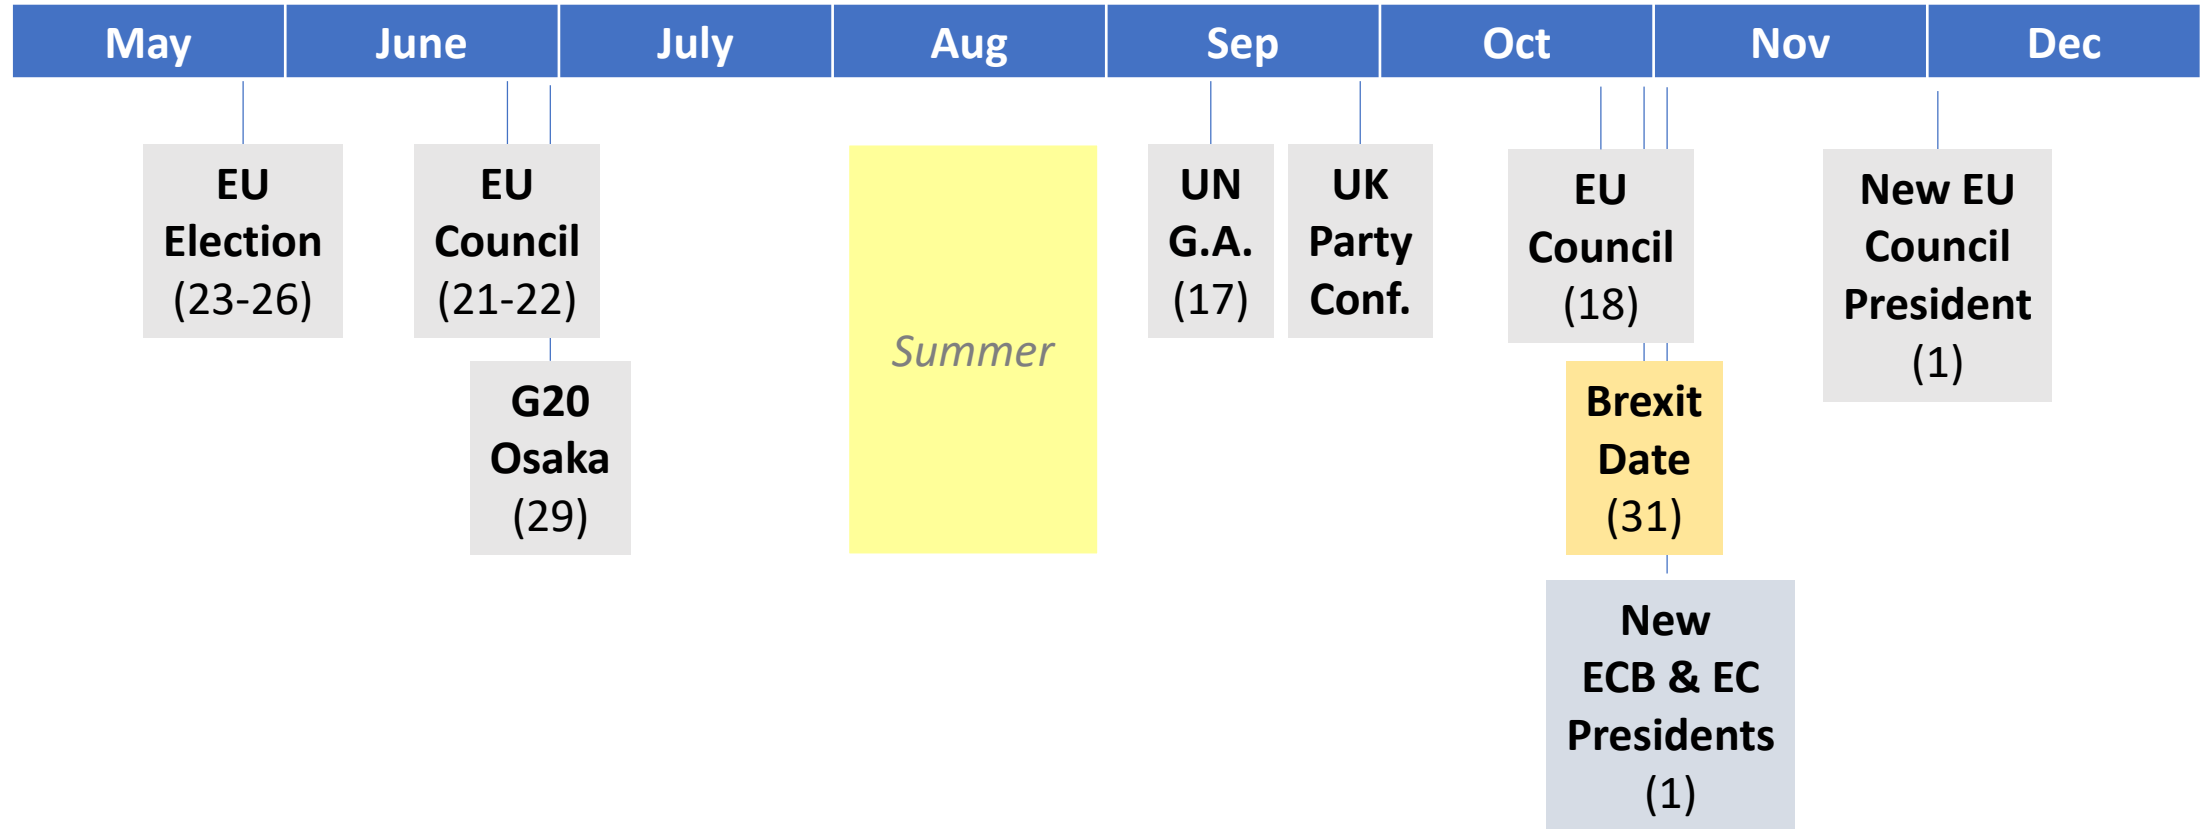 May June July Aug Sep Oct Nov Dec
EU
Election
(23-26)
EU
Council
(21-22)
G20
Osaka
(29)
Summer
UN
G.A.
(17)
UK
Party
Conf.
EU
Council
(18)
Brexit
Date
(31)
New
ECB & EC
Presidents
(1)
New EU
Council
President
(1)